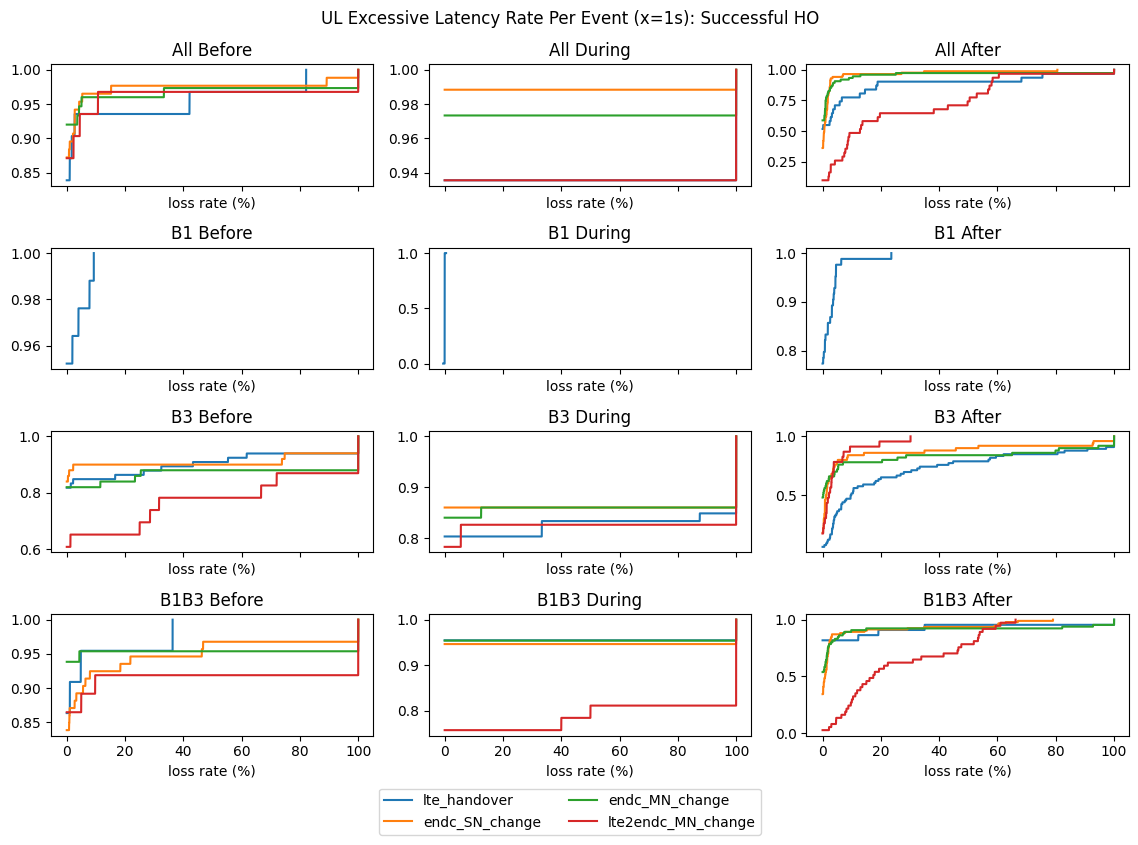 UL Excessive Latency Rate Per Event (x=1s): Successful HO
All Before
All During
All After
1.00
0.95
0.90
0.85
loss rate (%)
1.00
0.98
0.96
0.94
loss rate (%)
1.00
0.75
0.50
0.25
loss rate (%)
B1 Before
B1 During
B1 After
1.00
0.98
0.96
loss rate (%)
1.0
0.5
0.0
loss rate (%)
1.0
0.9
0.8
loss rate (%)
B3 Before
B3 During
B3 After
1.0
0.8
0.6
loss rate (%)
1.0
0.9
0.8
loss rate (%)
1.0
0.5
loss rate (%)
B1B3 Before
B1B3 During
B1B3 After
1.00
0.95
0.90
0.85
0 20 40 60 80 100
loss rate (%)
1.0
0.9
0.8
0 20 40 60 80 100
loss rate (%)
1.0
0.5
0.0
0 20 40 60 80 100
loss rate (%)
lte_handover
endc_SN_change
endc_MN_change
lte2endc_MN_change